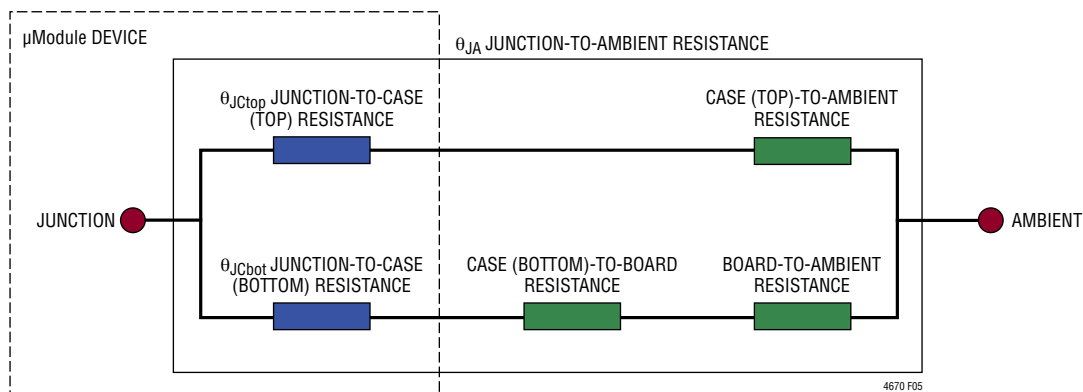 µModule DEVICE
θJA JUNCTION-TO-AMBIENT RESISTANCE
θJCtop JUNCTION-TO-CASE
(TOP) RESISTANCE
CASE (TOP)-TO-AMBIENT
RESISTANCE
JUNCTION
AMBIENT
θJCbot JUNCTION-TO-CASE
(BOTTOM) RESISTANCE
CASE (BOTTOM)-TO-BOARD
RESISTANCE
BOARD-TO-AMBIENT
RESISTANCE
4670 F05